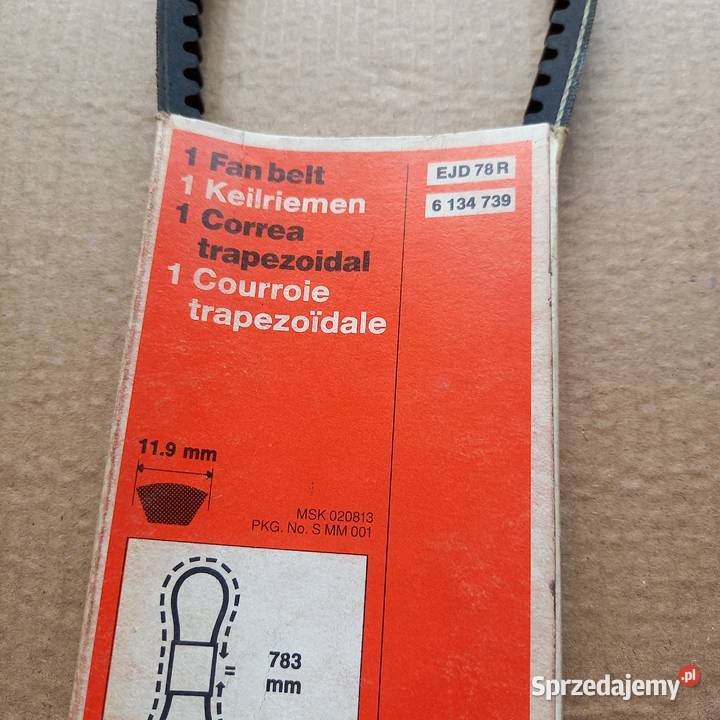 1 Fan belt
1 Keilriemen
1 Correa
trapezoidal
1 Courroie
trapezoïdale
EJD 78 R
6 134 739
11.9 mm
MSK 020813
PKG. No. S MM 001
= 783
mm
Sprzedajemy.pl